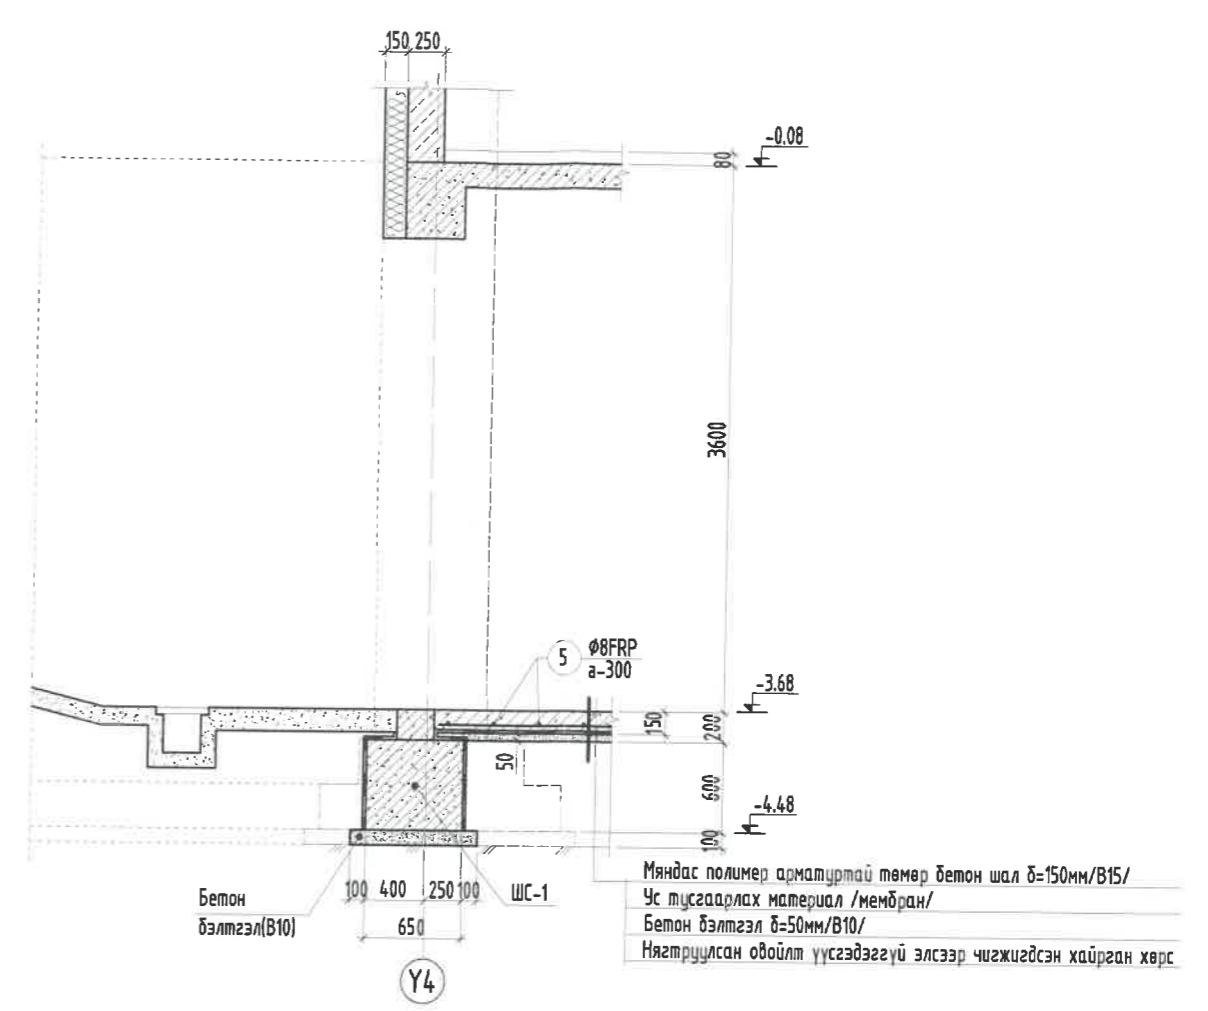 150 250
-0.08
80
3600
5
Φ8FRP
a-300
-3.68
150
200
50
600
-4.48
100
Мяндас полимер арматуртай төмөр бетон шал δ=150мм/B15/
Ус тусгаарлах материал /мембран/
Бетон бэлтгэл δ=50мм/B10/
Нягтруулсан овойлт үүсгэдэггүй элсээр чигжигдсэн хайрган хөрс
Бетон
бэлтгэл(B10)
100 400 250 100
ШС-1
650
Y4